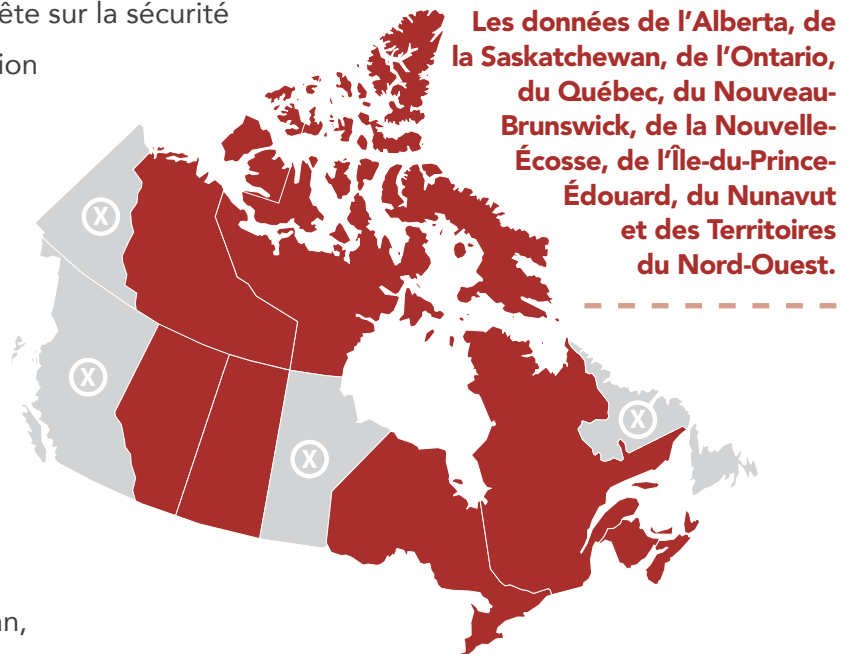 ête sur la sécurité
ion
Les données de l’Alberta, de
la Saskatchewan, de l’Ontario,
du Québec, du Nouveau-
Brunswick, de la Nouvelle-
Écosse, de l’Île-du-Prince-
Édouard, du Nunavut
et des Territoires
du Nord-Ouest.
X
X
X
X
n,